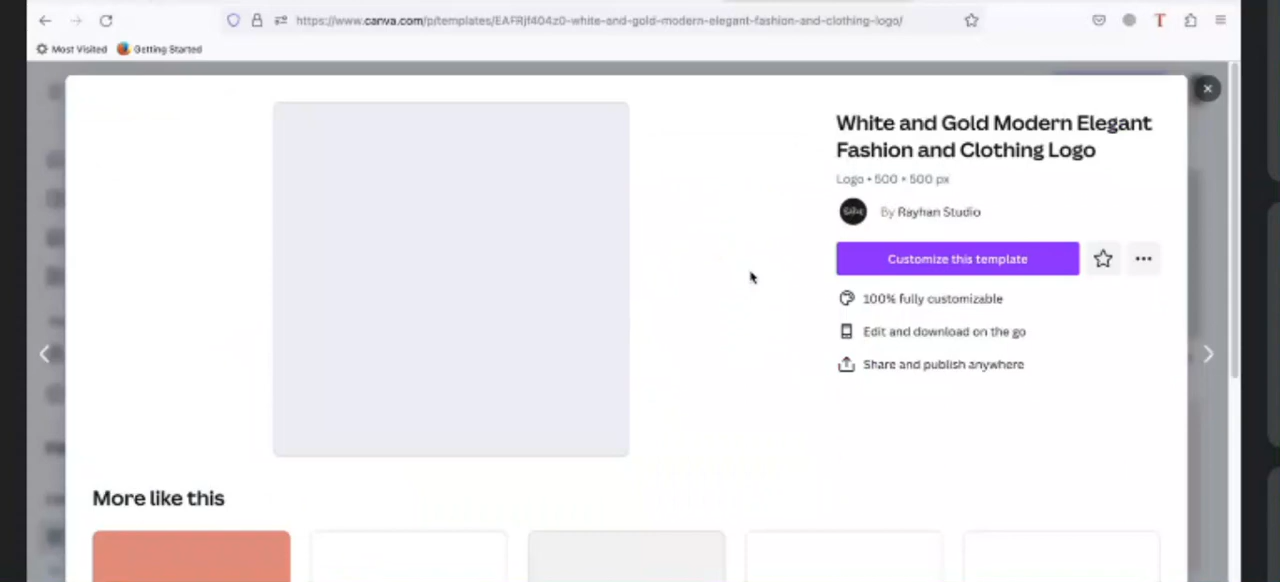 https://www.canva.com/p/templates/EAFRjf404z0-white-and-gold-modern-elegant-fashion-and-clothing-logo/
Most Visited Getting Started
White and Gold Modern Elegant
Fashion and Clothing Logo
Logo • 500 × 500 px
By Rayhan Studio
Customize this template
100% fully customizable
Edit and download on the go
Share and publish anywhere
More like this